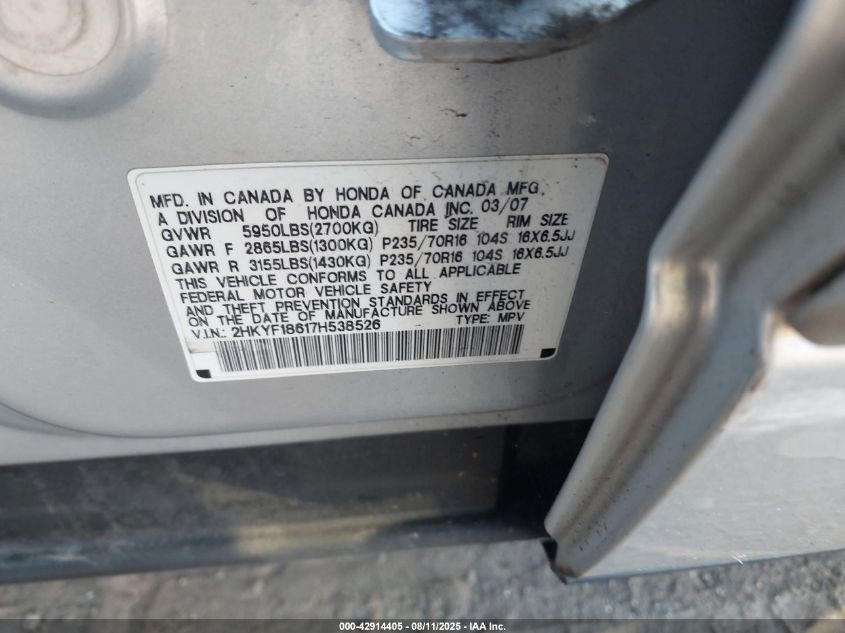 MFD. IN CANADA BY HONDA OF CANADA MFG.
A DIVISION OF HONDA CANADA INC. 03/07
GVWR 5950LBS(2700KG) TIRE SIZE RIM SIZE
GAWR F 2865LBS(1300KG) P235/70R16 104S 16X6.5JJ
GAWR R 3155LBS(1430KG) P235/70R16 104S 16X6.5JJ
THIS VEHICLE CONFORMS TO ALL APPLICABLE
FEDERAL MOTOR VEHICLE SAFETY
AND THEFT PREVENTION STANDARDS IN EFFECT
ON THE DATE OF MANUFACTURE SHOWN ABOVE
V.I.N.: 2HKYF18617H538526 TYPE: MPV
000-42914405 - 08/11/2025 - IAA Inc.